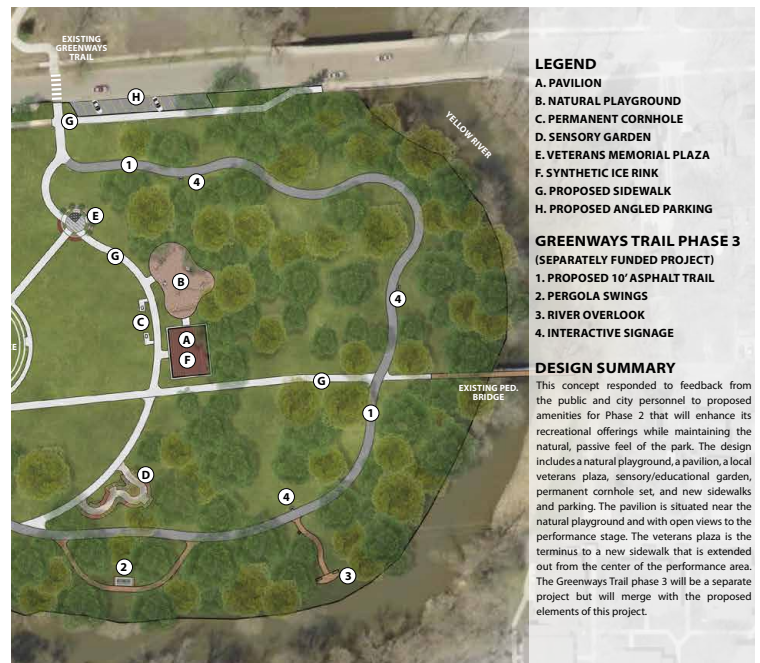 EXISTING
GREENWAYS
TRAIL
H
G
YELLOW RIVER
1
4
E
G
B
4
C
A
F
E
G
EXISTING PED.
BRIDGE
1
D
4
2
3
LEGEND
A. PAVILION
B. NATURAL PLAYGROUND
C. PERMANENT CORNHOLE
D. SENSORY GARDEN
E. VETERANS MEMORIAL PLAZA
F. SYNTHETIC ICE RINK
G. PROPOSED SIDEWALK
H. PROPOSED ANGLED PARKING
GREENWAYS TRAIL PHASE 3
(SEPARATELY FUNDED PROJECT)
1. PROPOSED 10' ASPHALT TRAIL
2. PERGOLA SWINGS
3. RIVER OVERLOOK
4. INTERACTIVE SIGNAGE
DESIGN SUMMARY
This concept responded to feedback from
the public and city personnel to proposed
amenities for Phase 2 that will enhance its
recreational offerings while maintaining the
natural, passive feel of the park. The design
includes a natural playground, a pavilion, a local
veterans plaza, sensory/educational garden,
permanent cornhole set, and new sidewalks
and parking. The pavilion is situated near the
natural playground and with open views to the
performance stage. The veterans plaza is the
terminus to a new sidewalk that is extended
out from the center of the performance area.
The Greenways Trail phase 3 will be a separate
project but will merge with the proposed
elements of this project.